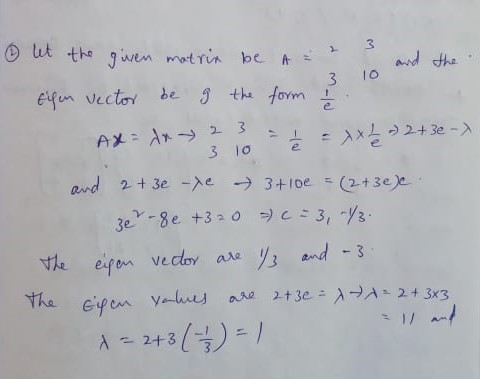 ② let the given matrix be A = 2 3 and the
3 10
Eigen vector be of the form 1/e.
Ax = λx → 2 3 = 1/e = λ × 1/e ⇒ 2 + 3e - λ
3 10
and 2 + 3e - λe → 3 + 10e = (2 + 3e)e.
3e² - 8e + 3 = 0 ⇒ e = 3, -1/3.
The eigen vector are 1/3 and -3.
The Eigen values are 2 + 3e = λ → λ = 2 + 3×3
= 11 and
λ = 2 + 3(-1/3) = 1